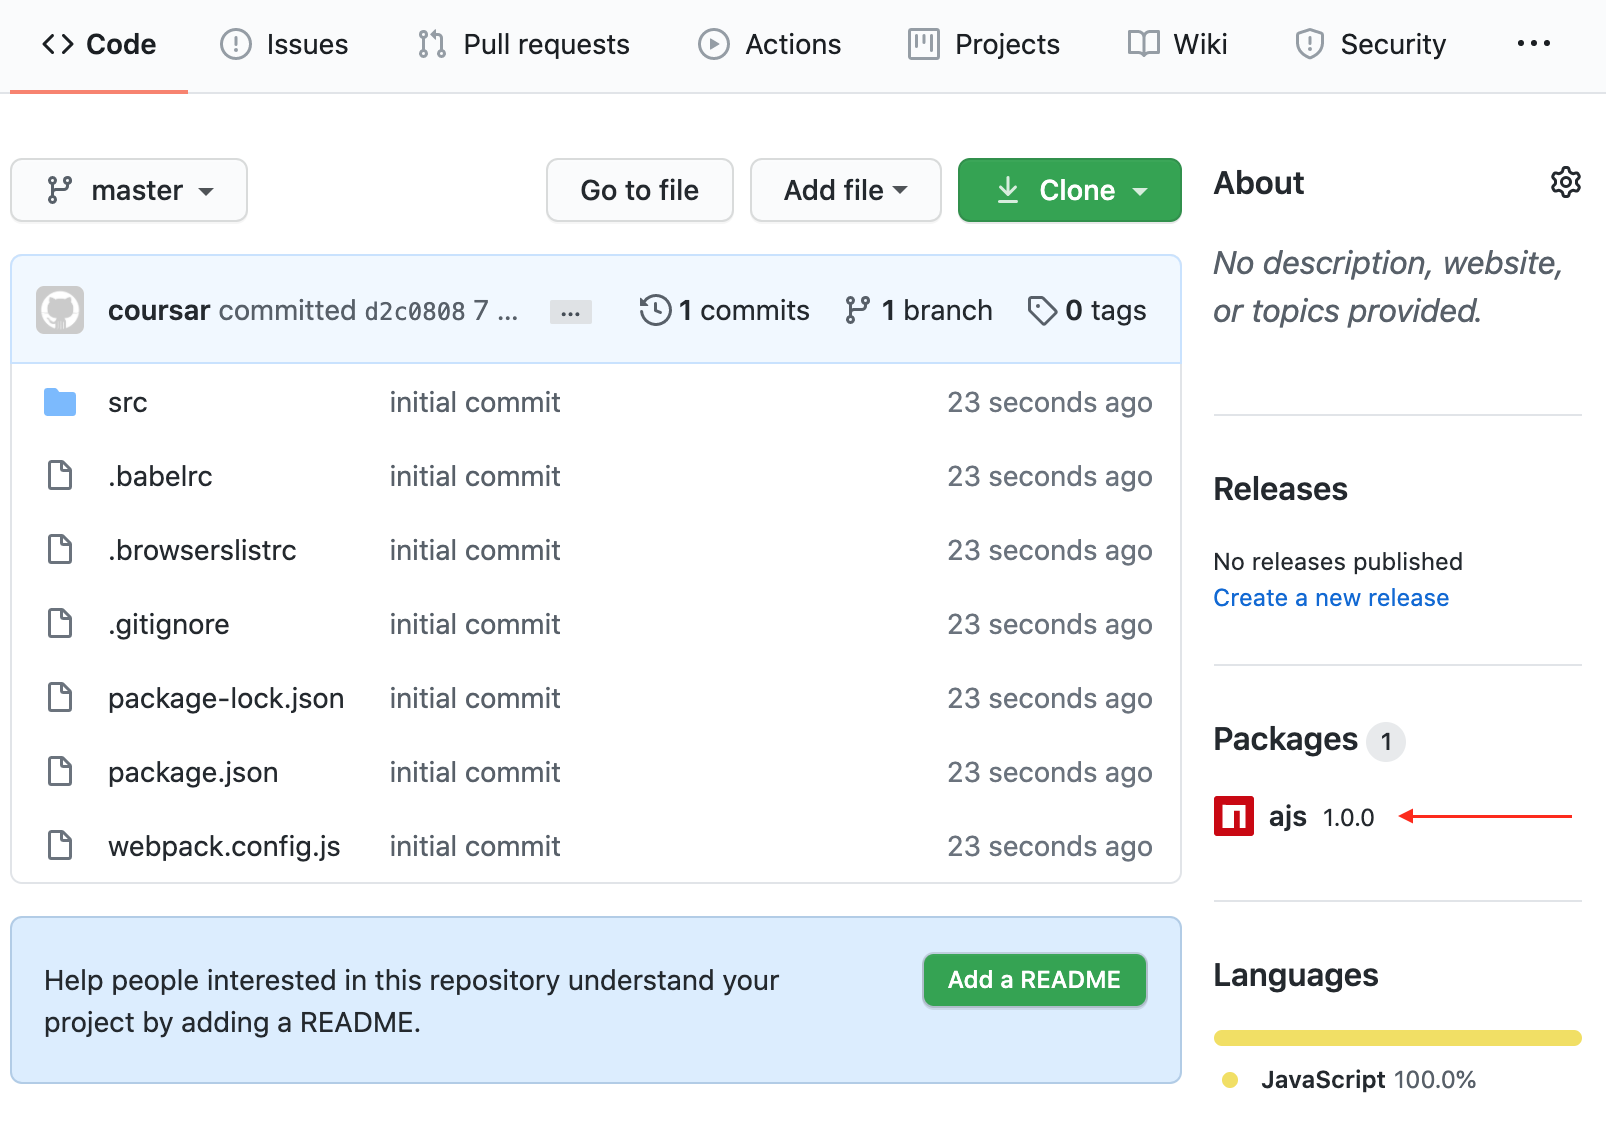 Code Issues Pull requests Actions Projects Wiki Security ...
master Go to file Add file Clone
coursar committed d2c0808 7 ... ... 1 commits 1 branch 0 tags
src initial commit 23 seconds ago
.babelrc initial commit 23 seconds ago
.browserslistrc initial commit 23 seconds ago
.gitignore initial commit 23 seconds ago
package-lock.json initial commit 23 seconds ago
package.json initial commit 23 seconds ago
webpack.config.js initial commit 23 seconds ago
Help people interested in this repository understand your
project by adding a README.
Add a README
About
No description, website,
or topics provided.
Releases
No releases published
Create a new release
Packages 1
ajs 1.0.0
Languages
JavaScript 100.0%